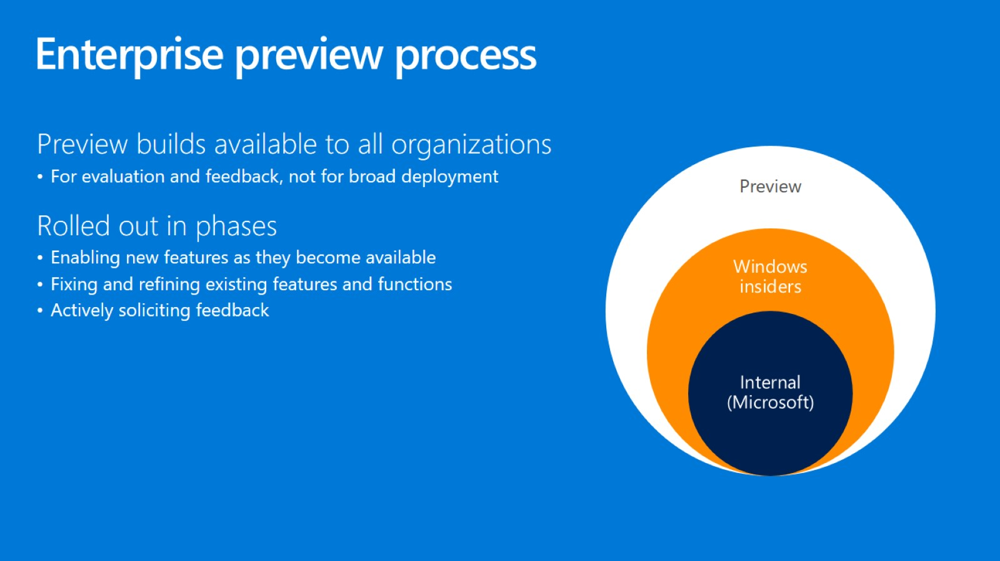 Enterprise preview process
Preview builds available to all organizations
• For evaluation and feedback, not for broad deployment
Rolled out in phases
• Enabling new features as they become available
• Fixing and refining existing features and functions
• Actively soliciting feedback
Preview
Windows
insiders
Internal
(Microsoft)